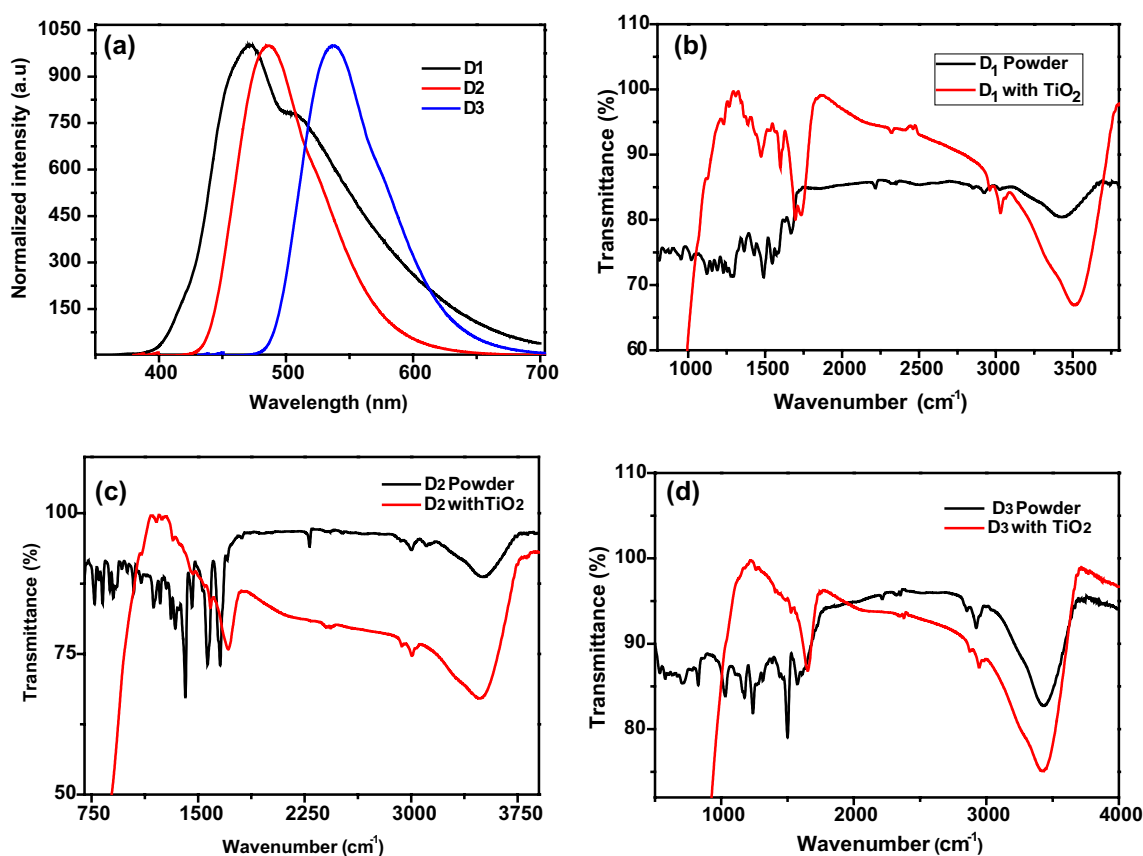 (a)
D1
D2
D3
Normalized intensity (a.u)
1050
900
750
600
450
300
150
400
500
600
700
Wavelength (nm)
(b)
D1 Powder
D1 with TiO2
Transmittance (%)
110
100
90
80
70
60
1000
1500
2000
2500
3000
3500
Wavenumber (cm-1)
(c)
D2 Powder
D2 withTiO2
Transmittance (%)
100
75
50
750
1500
2250
3000
3750
Wavenumber (cm-1)
(d)
D3 Powder
D3 with TiO2
Transmittance (%)
110
100
90
80
1000
2000
3000
4000
Wavenumber (cm-1)